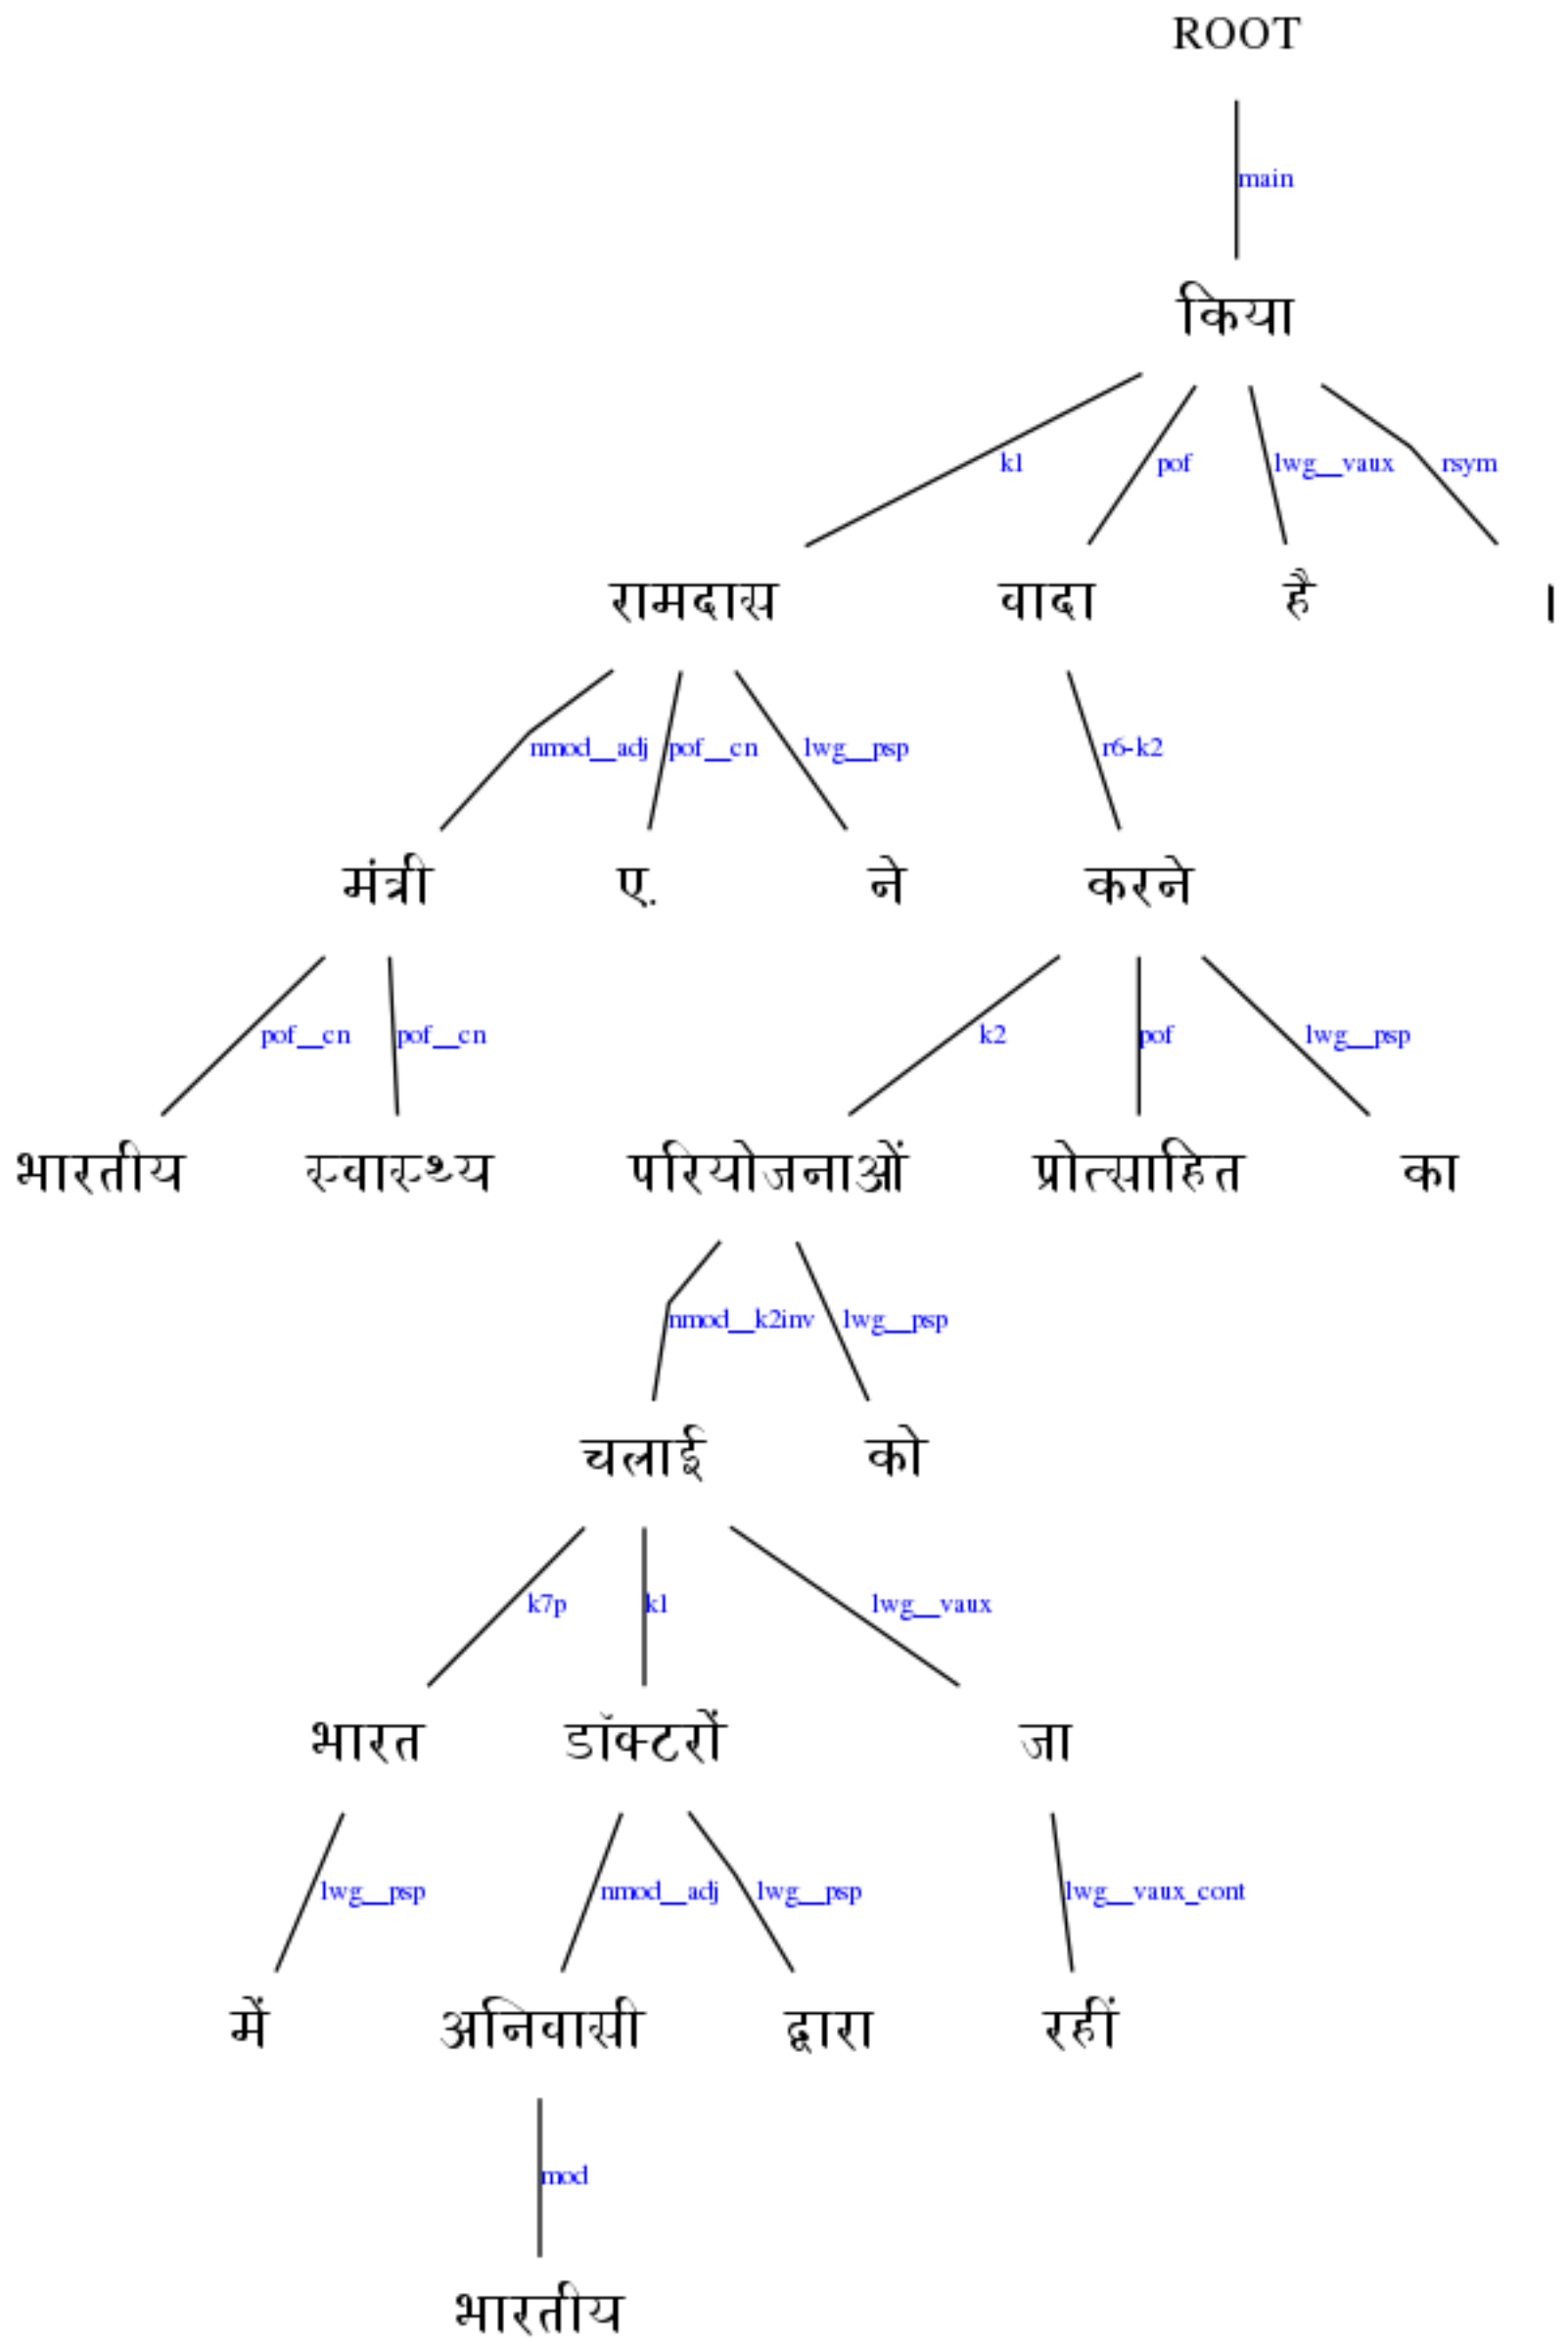 ROOT
main
किया
k1 pof lwg__vaux rsym
रामदास वादा है ।
nmod__adj pof__cn lwg__psp r6-k2
मंत्री ए. ने करने
pof__cn pof__cn k2 pof lwg__psp
भारतीय स्वास्थ्य परियोजनाओं प्रोत्साहित का
nmod__k2inv lwg__psp
चलाई को
k7p k1 lwg__vaux
भारत डॉक्टरों जा
lwg__psp nmod__adj lwg__psp lwg__vaux_cont
में अनिवासी द्वारा रहीं
mod
भारतीय